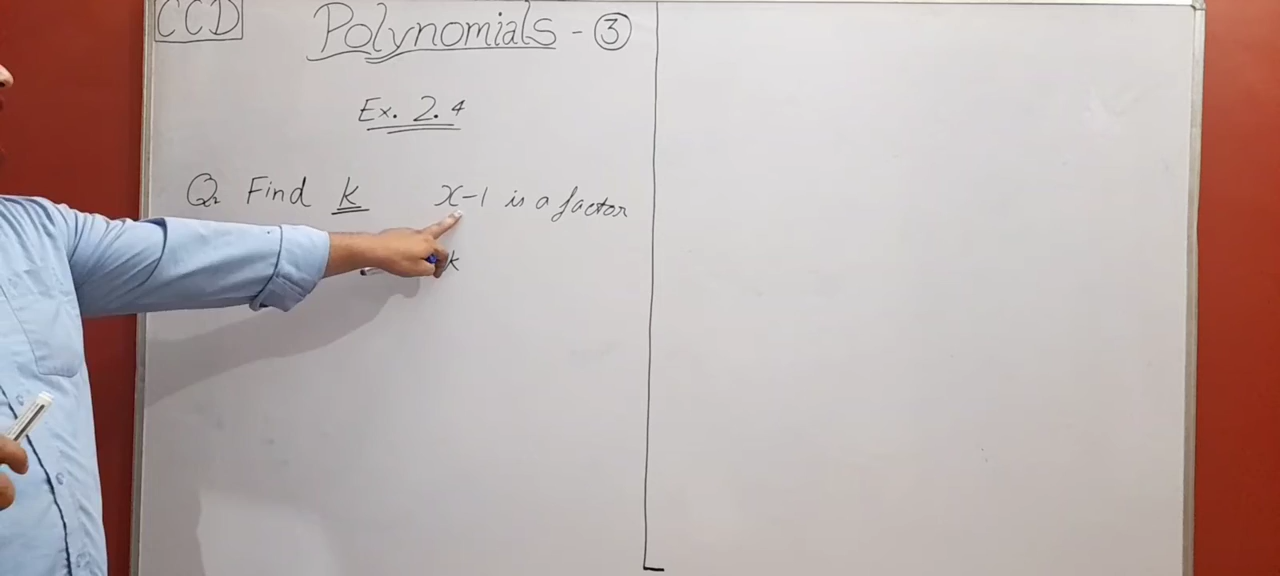 CCD
Polynomials - ③
Ex. 2.4
Q. Find k x-1 is a factor
k